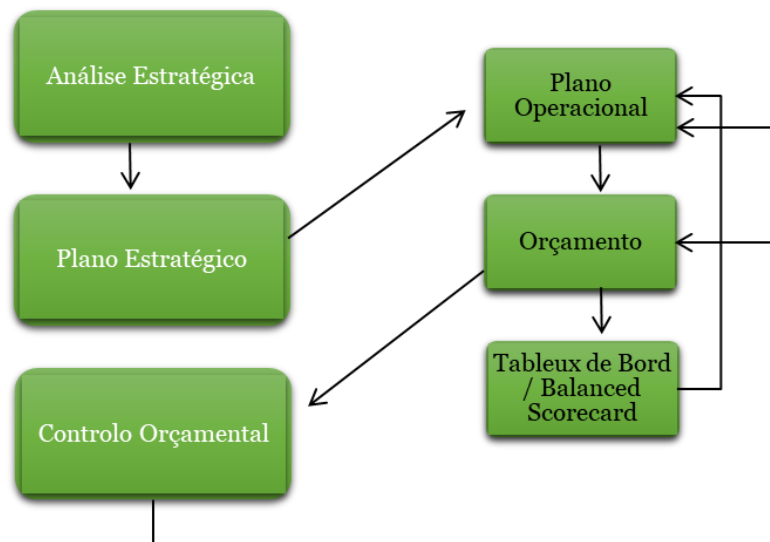 Análise Estratégica
Plano Estratégico
Controlo Orçamental
Plano
Operacional
Orçamento
Tableux de Bord
/ Balanced
Scorecard